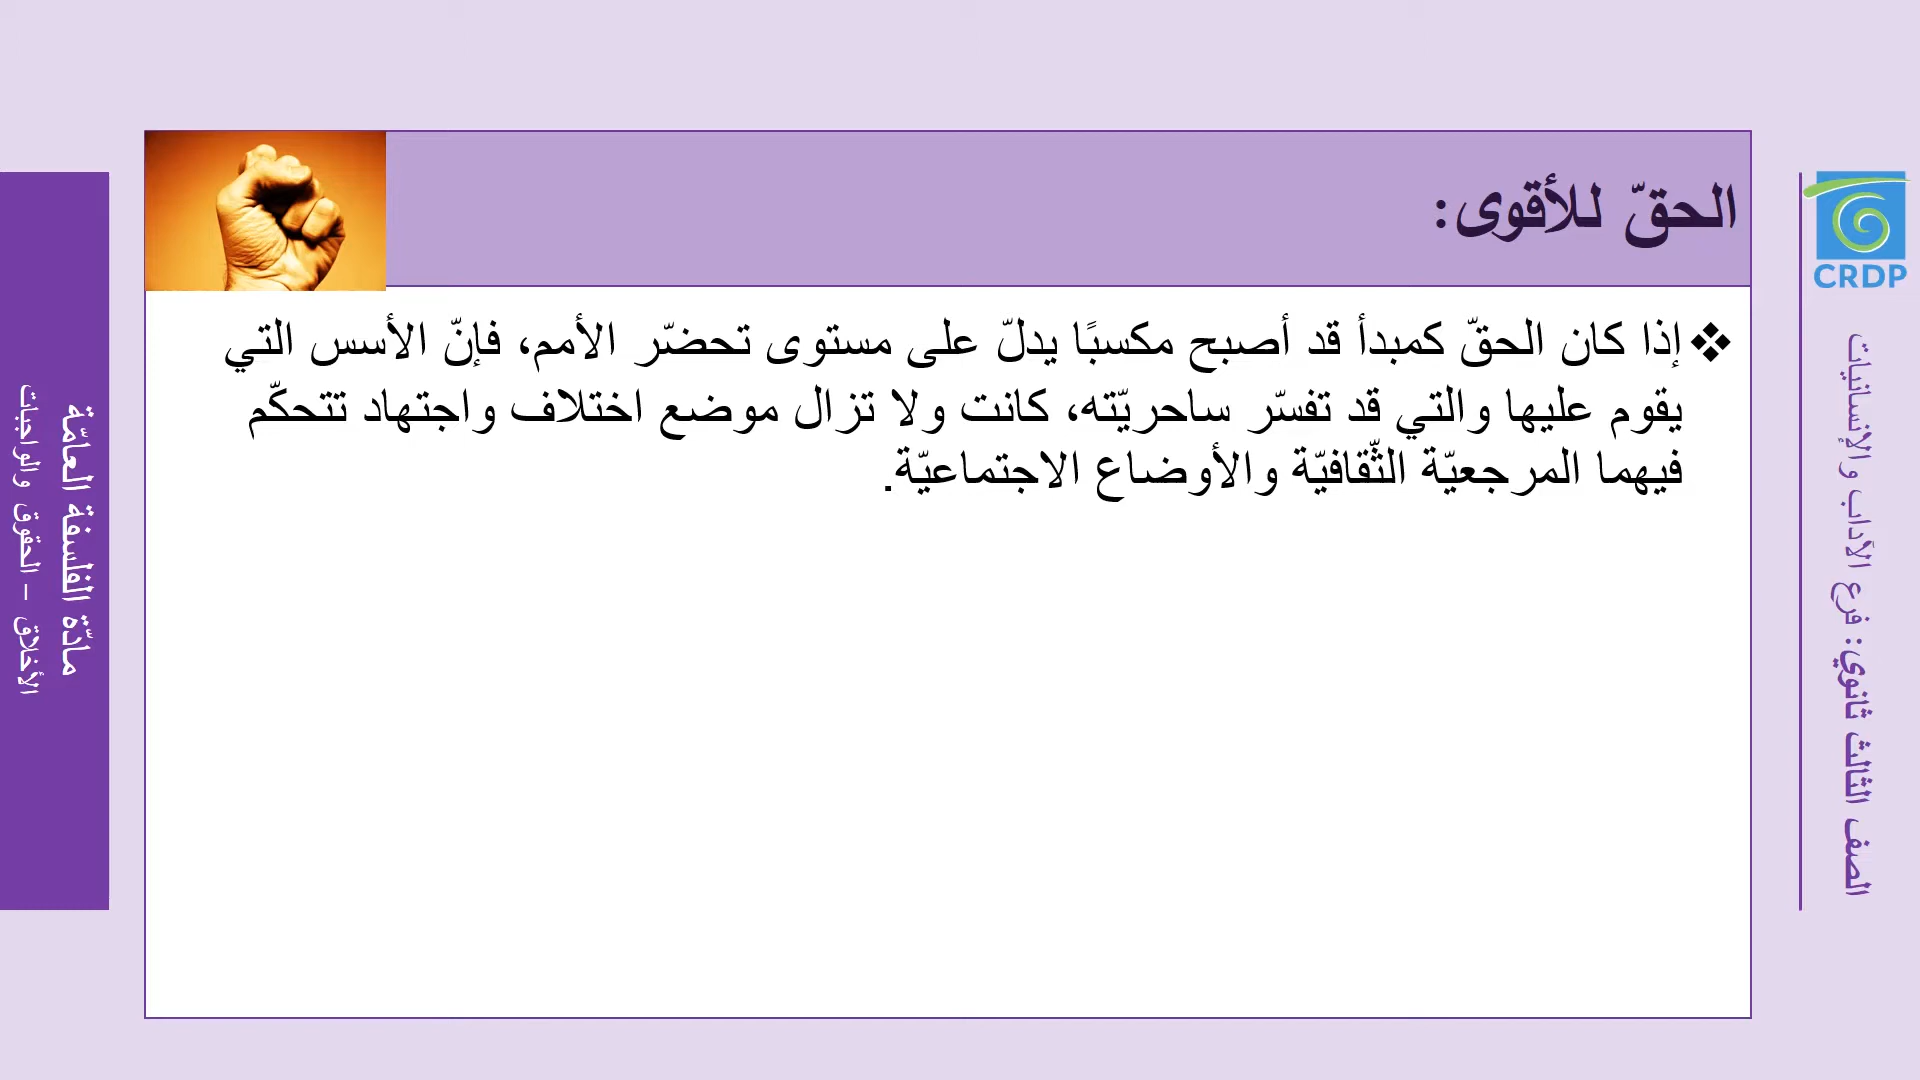 الحقّ للأقوى:
❖ إذا كان الحقّ كمبدأ قد أصبح مكسبًا يدلّ على مستوى تحضّر الأمم، فإنّ الأسس التي
يقوم عليها والتي قد تفسّر ساحريّته، كانت ولا تزال موضع اختلاف واجتهاد تتحكّم
فيهما المرجعيّة الثّقافيّة والأوضاع الاجتماعيّة.
CRDP
الصف الثالث ثانوي: فرع الآداب والإنسانيات
مادّة الفلسفة العامّة
الأخلاق – الحقوق والواجبات